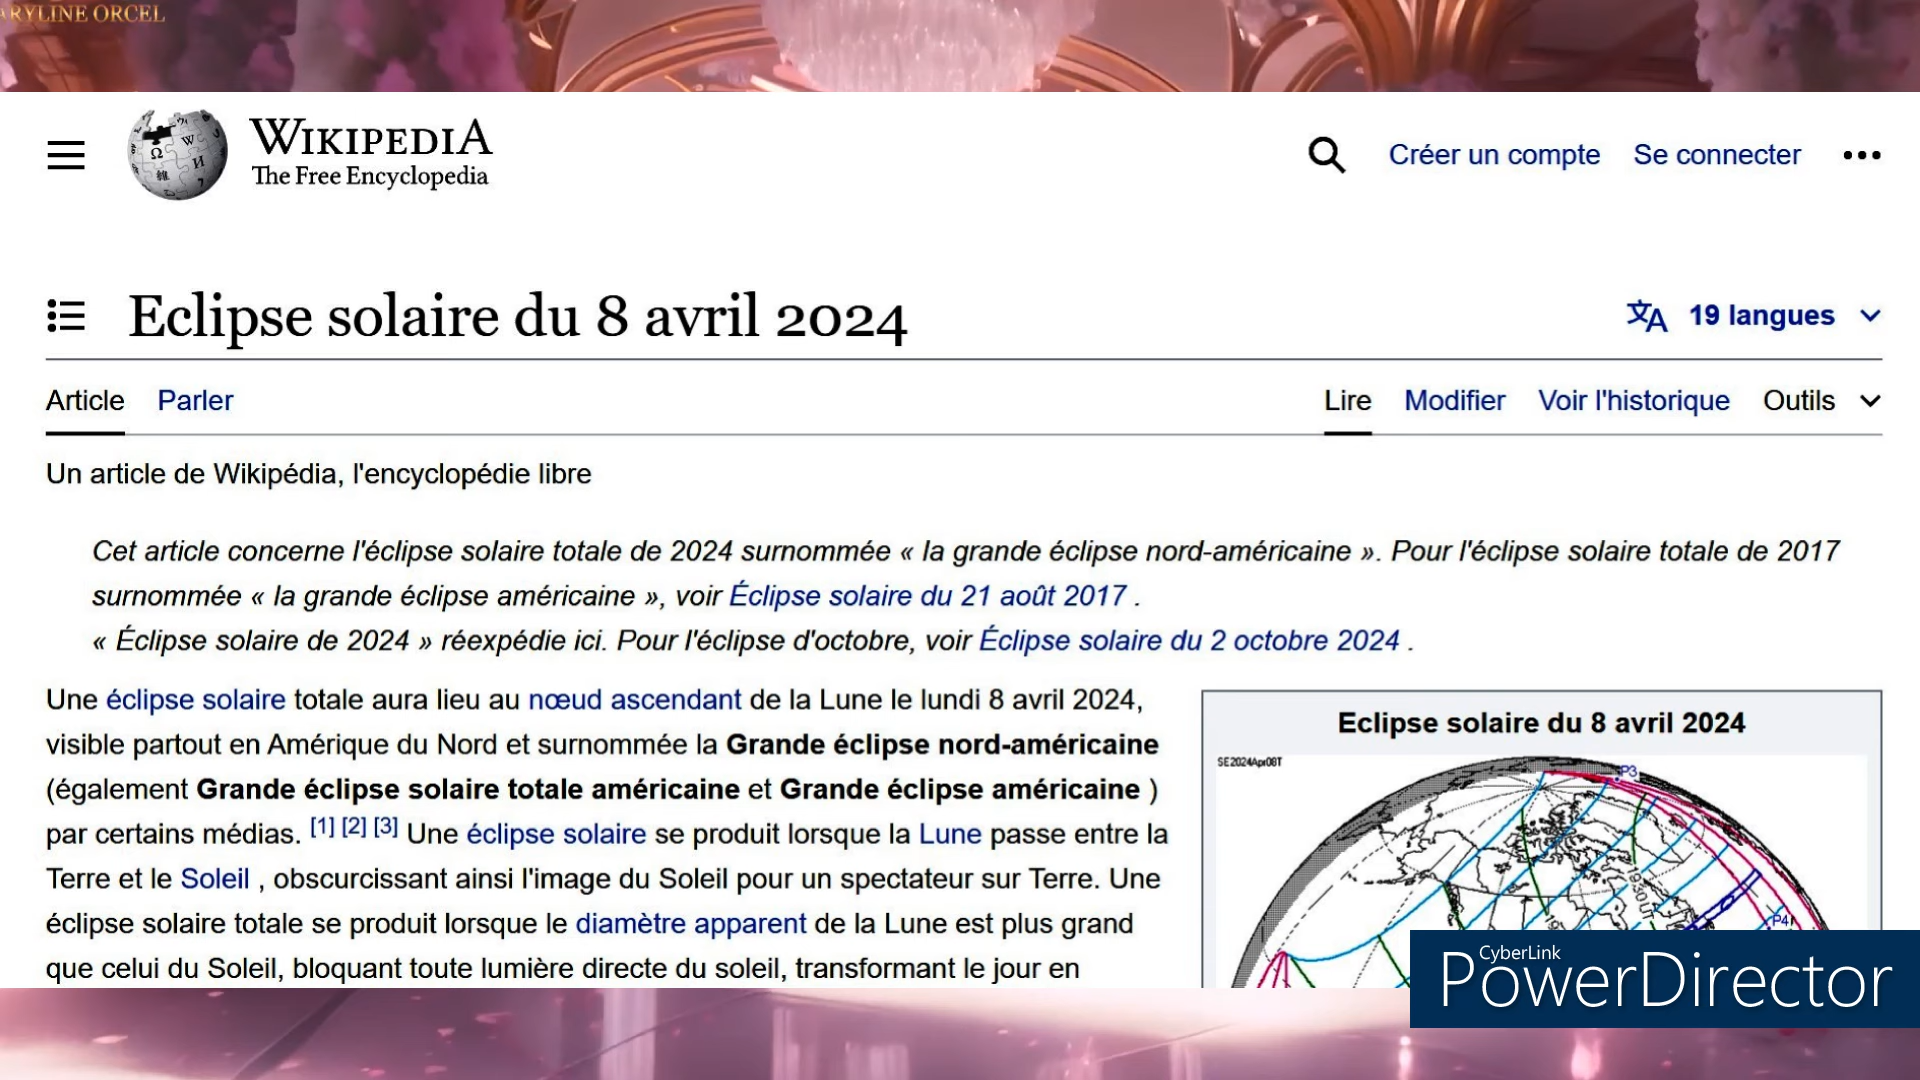 ARYLINE ORCEL
WIKIPEDIA
The Free Encyclopedia
Créer un compte
Se connecter
Eclipse solaire du 8 avril 2024
19 langues
Article
Parler
Lire
Modifier
Voir l'historique
Outils
Un article de Wikipédia, l'encyclopédie libre
Cet article concerne l'éclipse solaire totale de 2024 surnommée « la grande éclipse nord-américaine ». Pour l'éclipse solaire totale de 2017
surnommée « la grande éclipse américaine », voir Éclipse solaire du 21 août 2017 .
« Éclipse solaire de 2024 » réexpédie ici. Pour l'éclipse d'octobre, voir Éclipse solaire du 2 octobre 2024 .
Une éclipse solaire totale aura lieu au nœud ascendant de la Lune le lundi 8 avril 2024,
visible partout en Amérique du Nord et surnommée la Grande éclipse nord-américaine
(également Grande éclipse solaire totale américaine et Grande éclipse américaine )
par certains médias. [1] [2] [3] Une éclipse solaire se produit lorsque la Lune passe entre la
Terre et le Soleil , obscurcissant ainsi l'image du Soleil pour un spectateur sur Terre. Une
éclipse solaire totale se produit lorsque le diamètre apparent de la Lune est plus grand
que celui du Soleil, bloquant toute lumière directe du soleil, transformant le jour en
Eclipse solaire du 8 avril 2024
SE2024Apr08T
P3
P4
CyberLink
PowerDirector